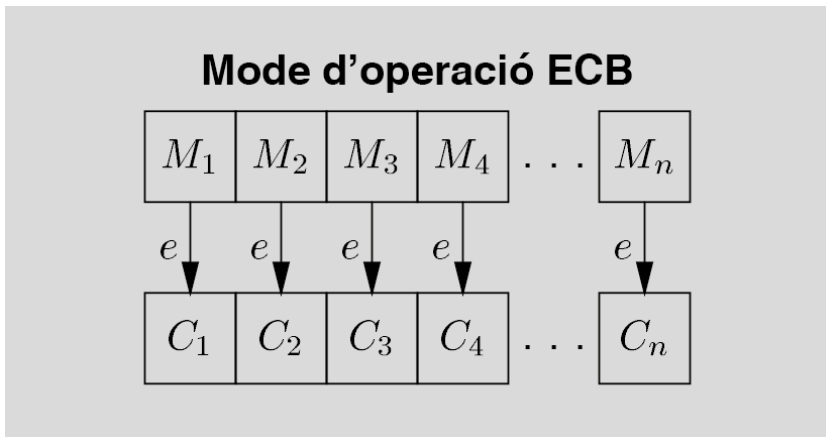 Mode d'operació ECB
M₁ M₂ M₃ M₄ . . . Mₙ
e e e e e
C₁ C₂ C₃ C₄ . . . Cₙ